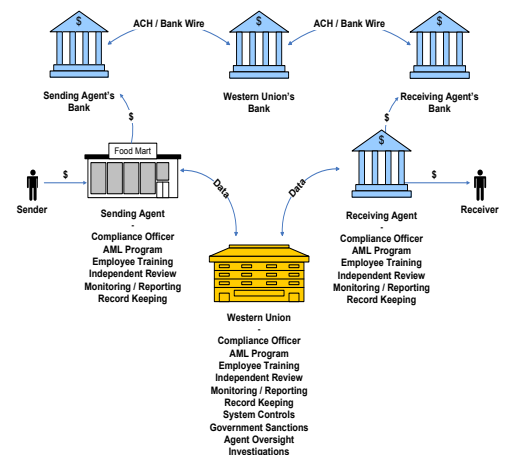 $
ACH / Bank Wire
$
ACH / Bank Wire
$
Sending Agent's
Bank
Western Union's
Bank
Receiving Agent's
Bank
$
$
Food Mart
$
$
$
Data
Data
Sender
Receiver
Sending Agent
-
Compliance Officer
AML Program
Employee Training
Independent Review
Monitoring / Reporting
Record Keeping
Receiving Agent
-
Compliance Officer
AML Program
Employee Training
Independent Review
Monitoring / Reporting
Record Keeping
Western Union
-
Compliance Officer
AML Program
Employee Training
Independent Review
Monitoring / Reporting
Record Keeping
System Controls
Government Sanctions
Agent Oversight
Investigations